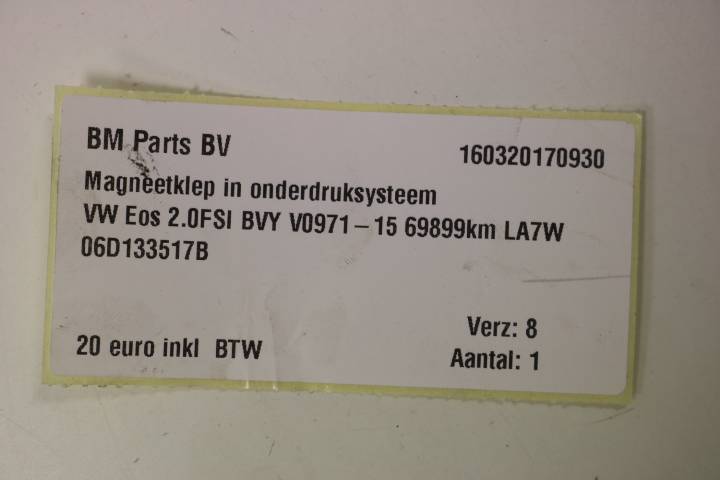 BM Parts BV 160320170930
Magneetklep in onderdruksysteem
VW Eos 2.0FSI BVY V0971-15 69899km LA7W
06D133517B
Verz: 8
20 euro inkl BTW Aantal: 1